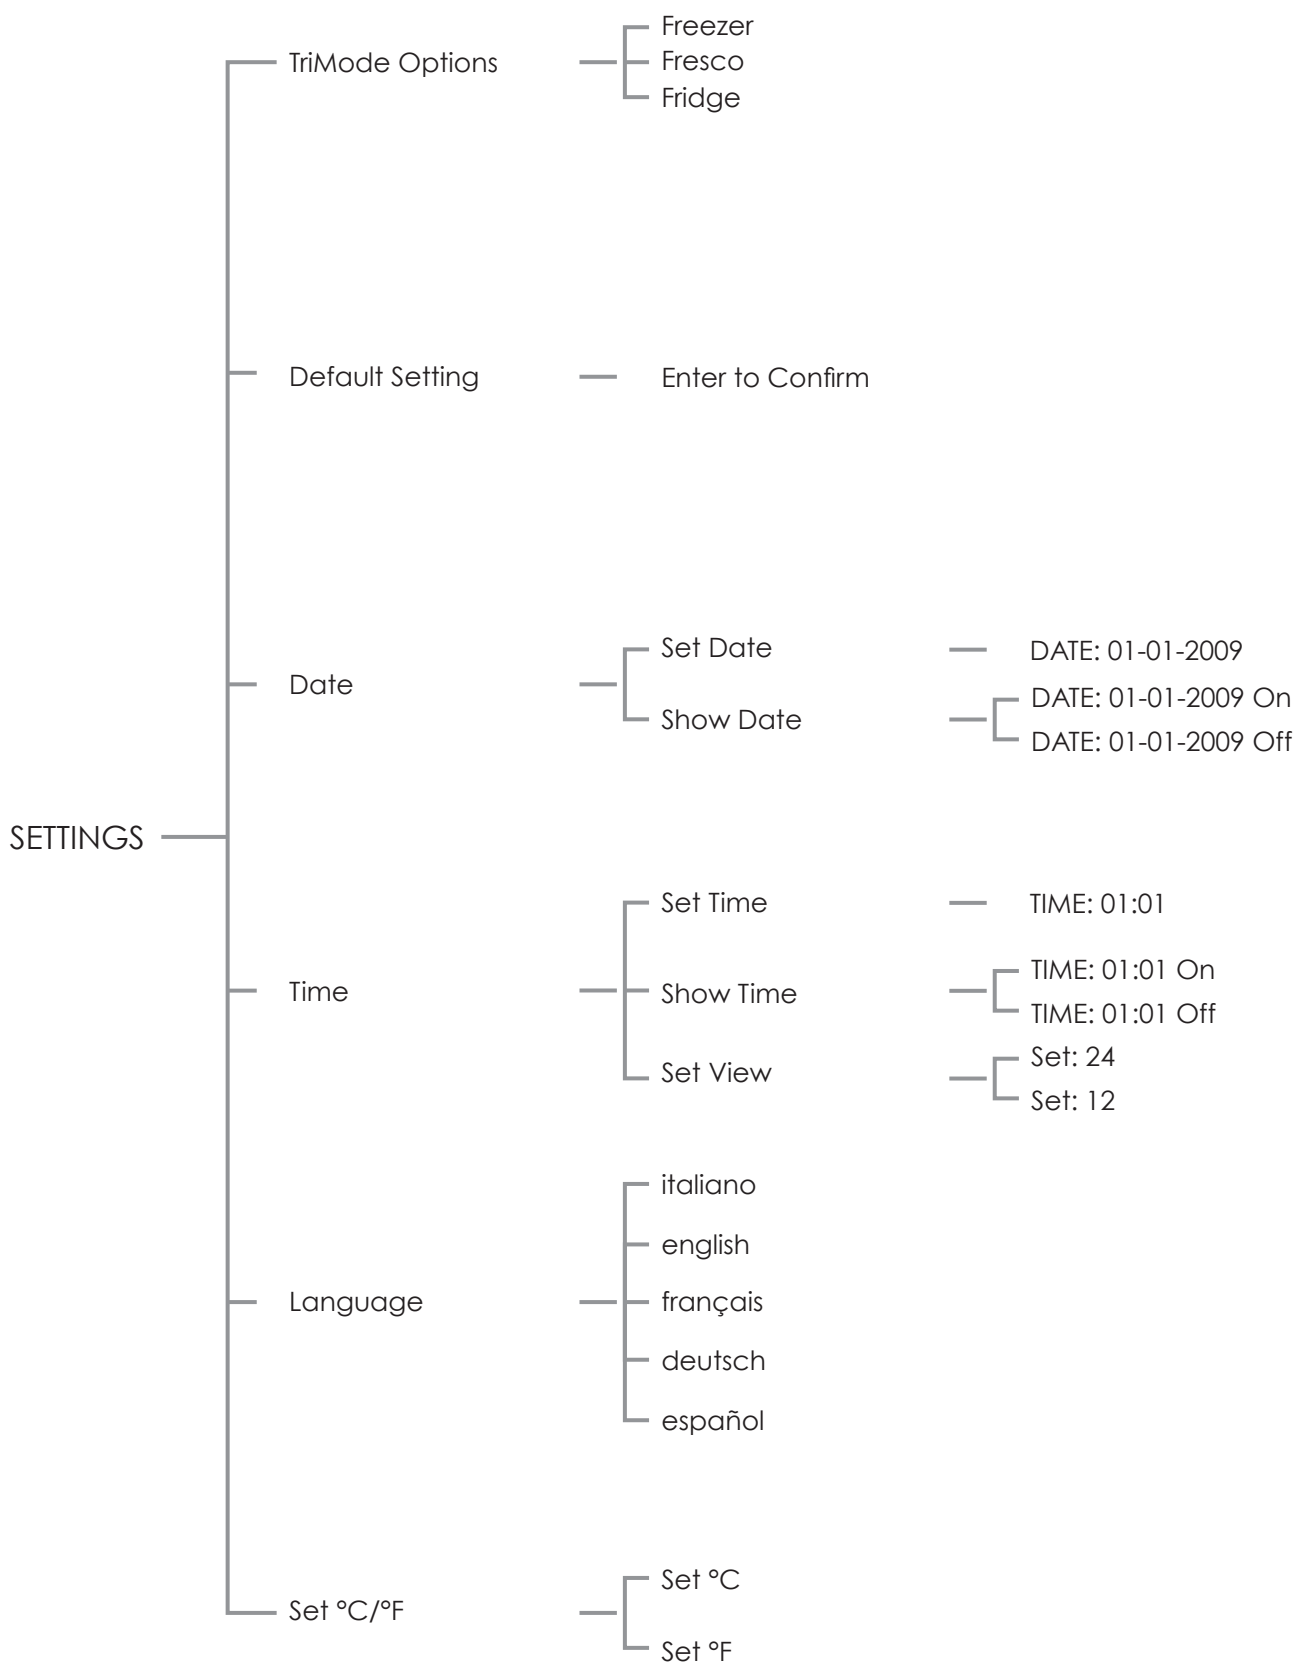 Freezer
TriMode Options
Fresco
Fridge
Default Setting
Enter to Confirm
Date
Set Date
DATE: 01-01-2009
Show Date
DATE: 01-01-2009 On
DATE: 01-01-2009 Off
SETTINGS
Time
Set Time
TIME: 01:01
Show Time
TIME: 01:01 On
TIME: 01:01 Off
Set View
Set: 24
Set: 12
Language
italiano
english
français
deutsch
español
Set °C/°F
Set °C
Set °F